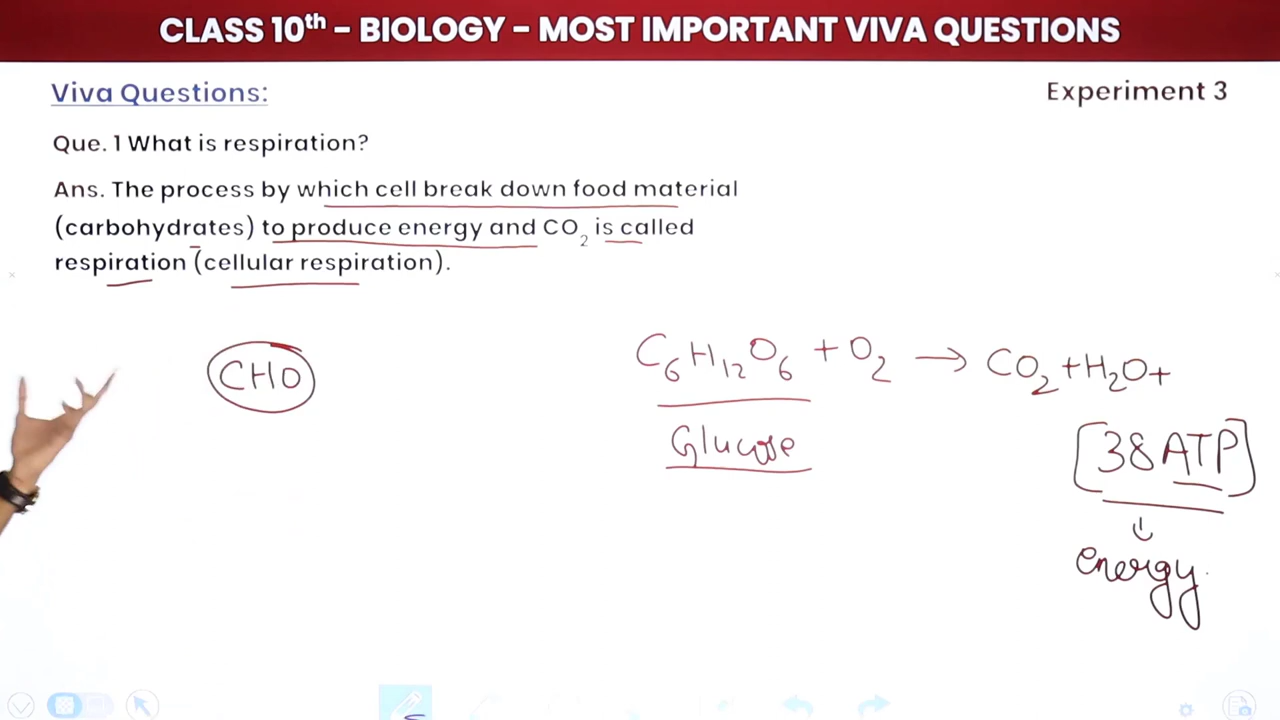 CLASS 10th – BIOLOGY – MOST IMPORTANT VIVA QUESTIONS
Viva Questions:
Experiment 3
Que. 1 What is respiration?
Ans. The process by which cell break down food material
(carbohydrates) to produce energy and CO2 is called
respiration (cellular respiration).
CHO
C6H12O6 + O2 → CO2 + H2O +
Glucose
[38 ATP]
energy